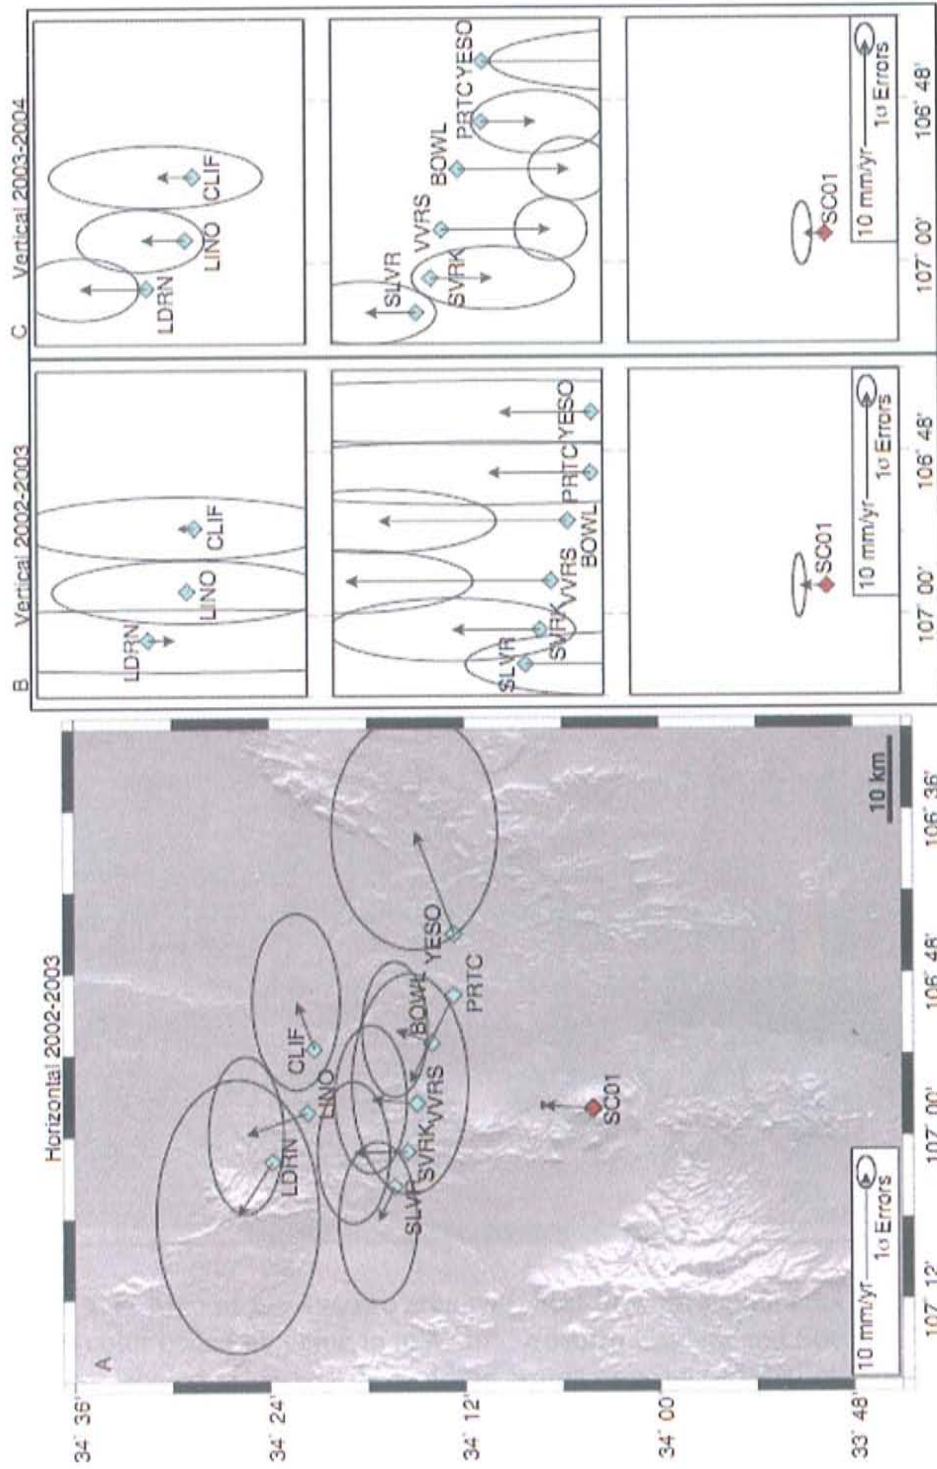 Horizontal 2002-2003
A
34° 36'
34° 24'
34° 12'
34° 00'
33° 48'
LDRN
LINO
CLIF
SLVR
SVRK
VVRS
BOWL
YESO
PRTC
SC01
10 mm/yr
1σ Errors
10 km
107° 12'
107° 00'
106° 48'
106° 36'
B
Vertical 2002-2003
LDRN
LINO
CLIF
SLVR
SVRK
VVRS
BOWL
PRTC
YESO
SC01
10 mm/yr
1σ Errors
107° 00'
106° 48'
C
Vertical 2003-2004
LDRN
LINO
CLIF
SLVR
SVRK
VVRS
BOWL
PRTC
YESO
SC01
10 mm/yr
1σ Errors
107° 00'
106° 48'